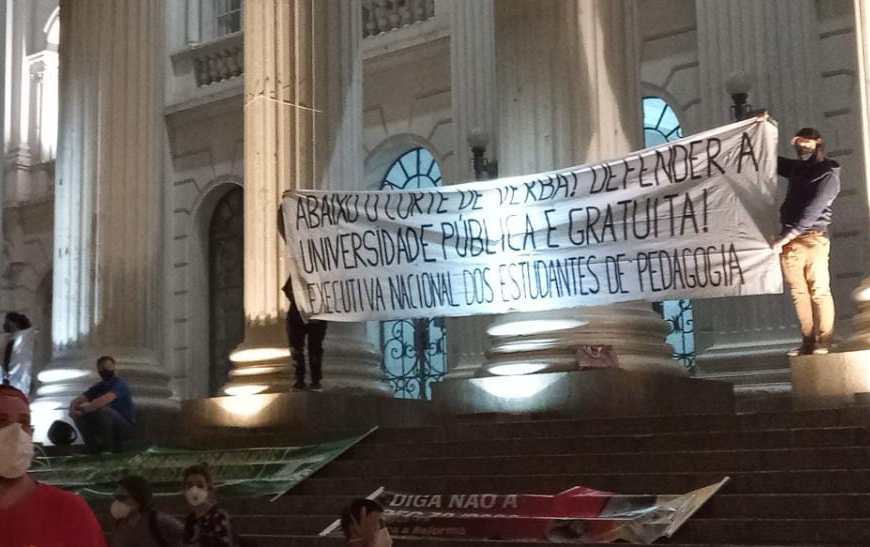 ABAIXO O CORTE DE VERBA! DEFENDER A
UNIVERSIDADE PÚBLICA E GRATUITA!
EXECUTIVA NACIONAL DOS ESTUDANTES DE PEDAGOGIA
DIGA NÃO A